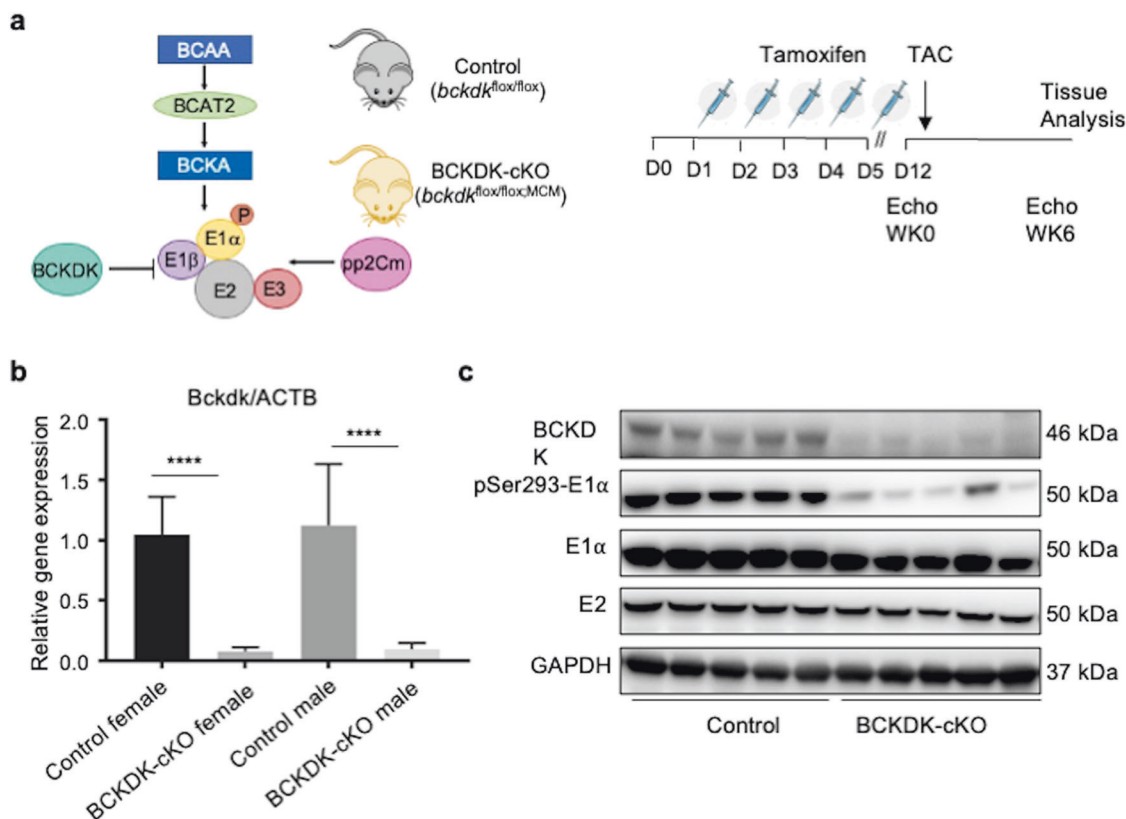 a
BCAA
BCAT2
BCKA
P
E1α
E1β
BCKDK
E2
E3
pp2Cm
Control
(bckdkflox/flox)
BCKDK-cKO
(bckdkflox/flox;MCM)
Tamoxifen
TAC
Tissue
Analysis
D0 D1 D2 D3 D4 D5 // D12
Echo
WK0
Echo
WK6
b
Bckdk/ACTB
Relative gene expression
2.0
1.5
1.0
0.5
0.0
****
****
Control female
BCKDK-cKO female
Control male
BCKDK-cKO male
c
BCKD
K
46 kDa
pSer293-E1α
50 kDa
E1α
50 kDa
E2
50 kDa
GAPDH
37 kDa
Control
BCKDK-cKO